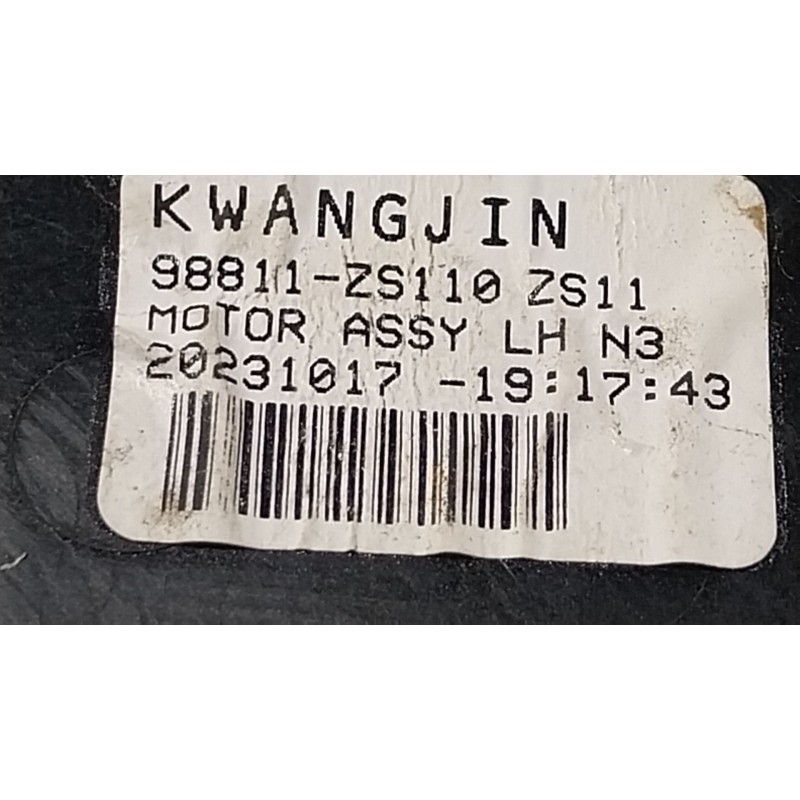 KWANGJIN
98811-ZS110 ZS11
MOTOR ASSY LH N3
20231017 -19:17:43